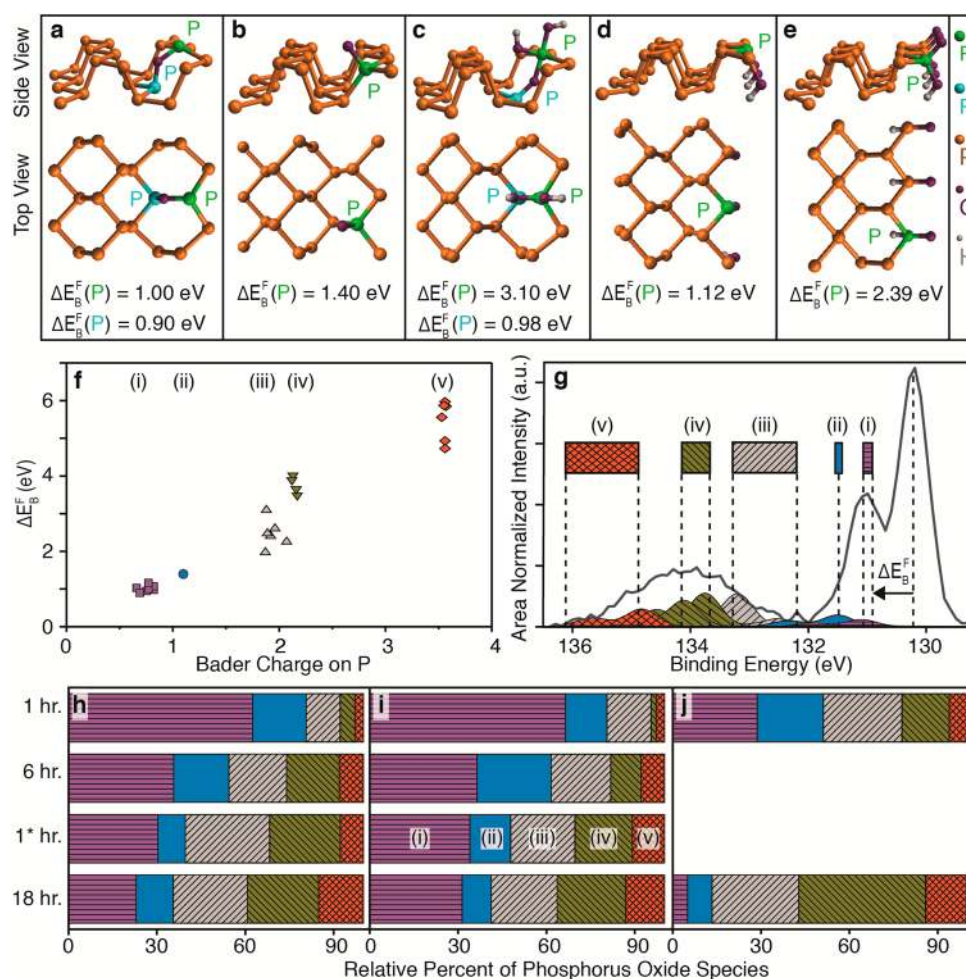 Side View
Top View
a
P
P
P
P
ΔE_B^F(P) = 1.00 eV
ΔE_B^F(P) = 0.90 eV
b
P
P
ΔE_B^F(P) = 1.40 eV
c
P
P
P
P
ΔE_B^F(P) = 3.10 eV
ΔE_B^F(P) = 0.98 eV
d
P
P
ΔE_B^F(P) = 1.12 eV
e
P
P
ΔE_B^F(P) = 2.39 eV
H
f
(i) (ii) (iii) (iv) (v)
ΔE_B^F (eV)
6
4
2
0
0 1 2 3 4
Bader Charge on P
g
(v) (iv) (iii) (ii) (i)
ΔE_B^F
Area Normalized Intensity (a.u.)
136 134 132 130
Binding Energy (eV)
h i j
1 hr.
6 hr.
1* hr.
(i) (ii) (iii) (iv) (v)
18 hr.
0 30 60 90 0 30 60 90 0 30 60 90
Relative Percent of Phosphorus Oxide Species